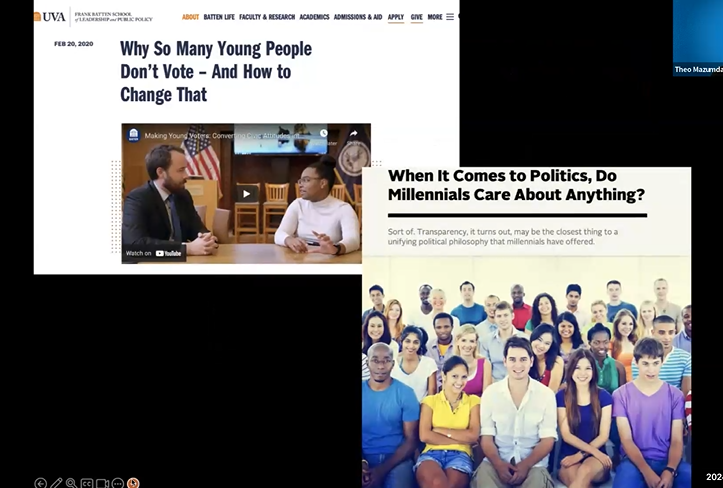 UVA
FRANK BATTEN SCHOOL
of LEADERSHIP and PUBLIC POLICY
ABOUT BATTEN LIFE FACULTY & RESEARCH ACADEMICS ADMISSIONS & AID APPLY GIVE MORE
FEB 20, 2020
Why So Many Young People
Don't Vote – And How to
Change That
Making Young Voters: Converting Civic Attitudes
Watch on YouTube
When It Comes to Politics, Do
Millennials Care About Anything?
Sort of. Transparency, it turns out, may be the closest thing to a
unifying political philosophy that millennials have offered.
Theo Mazumda
202